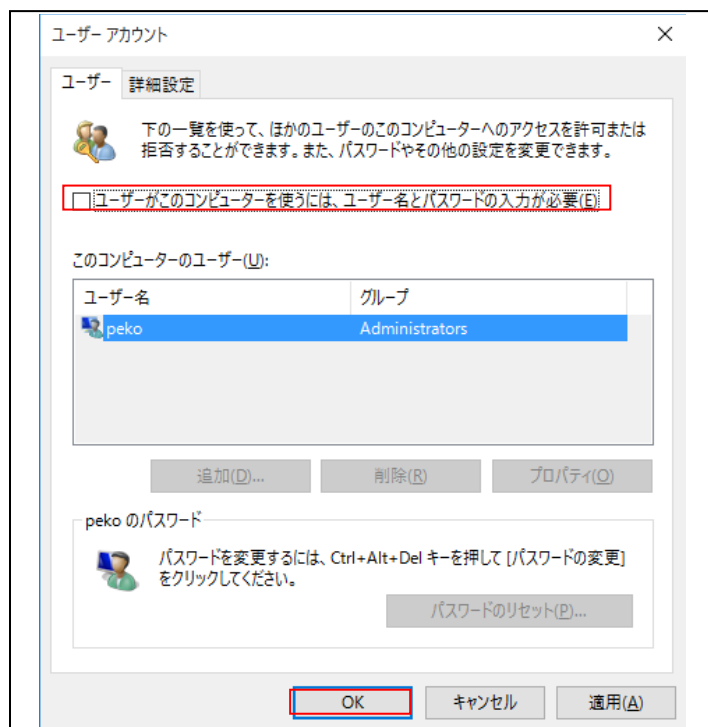 ユーザー アカウント
ユーザー 詳細設定
下の一覧を使って、ほかのユーザーのこのコンピューターへのアクセスを許可または
拒否することができます。また、パスワードやその他の設定を変更できます。
ユーザーがこのコンピューターを使うには、ユーザー名とパスワードの入力が必要(E)
このコンピューターのユーザー(U):
ユーザー名 グループ
peko Administrators
追加(D)... 削除(R) プロパティ(O)
peko のパスワード
パスワードを変更するには、Ctrl+Alt+Del キーを押して [パスワードの変更]
をクリックしてください。
パスワードのリセット(P)...
OK キャンセル 適用(A)